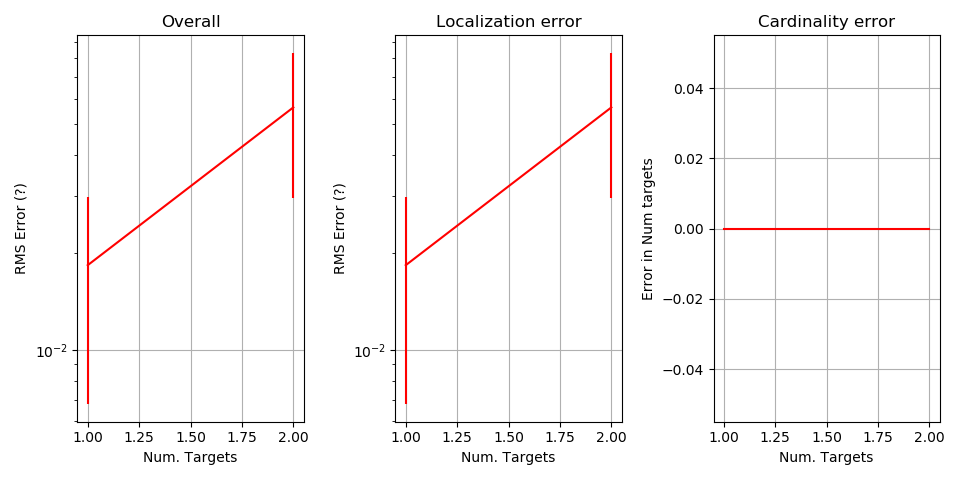 Overall
RMS Error (?)
10⁻²
1.00 1.25 1.50 1.75 2.00
Num. Targets
Localization error
RMS Error (?)
10⁻²
1.00 1.25 1.50 1.75 2.00
Num. Targets
Cardinality error
Error in Num targets
0.04
0.02
0.00
−0.02
−0.04
1.00 1.25 1.50 1.75 2.00
Num. Targets